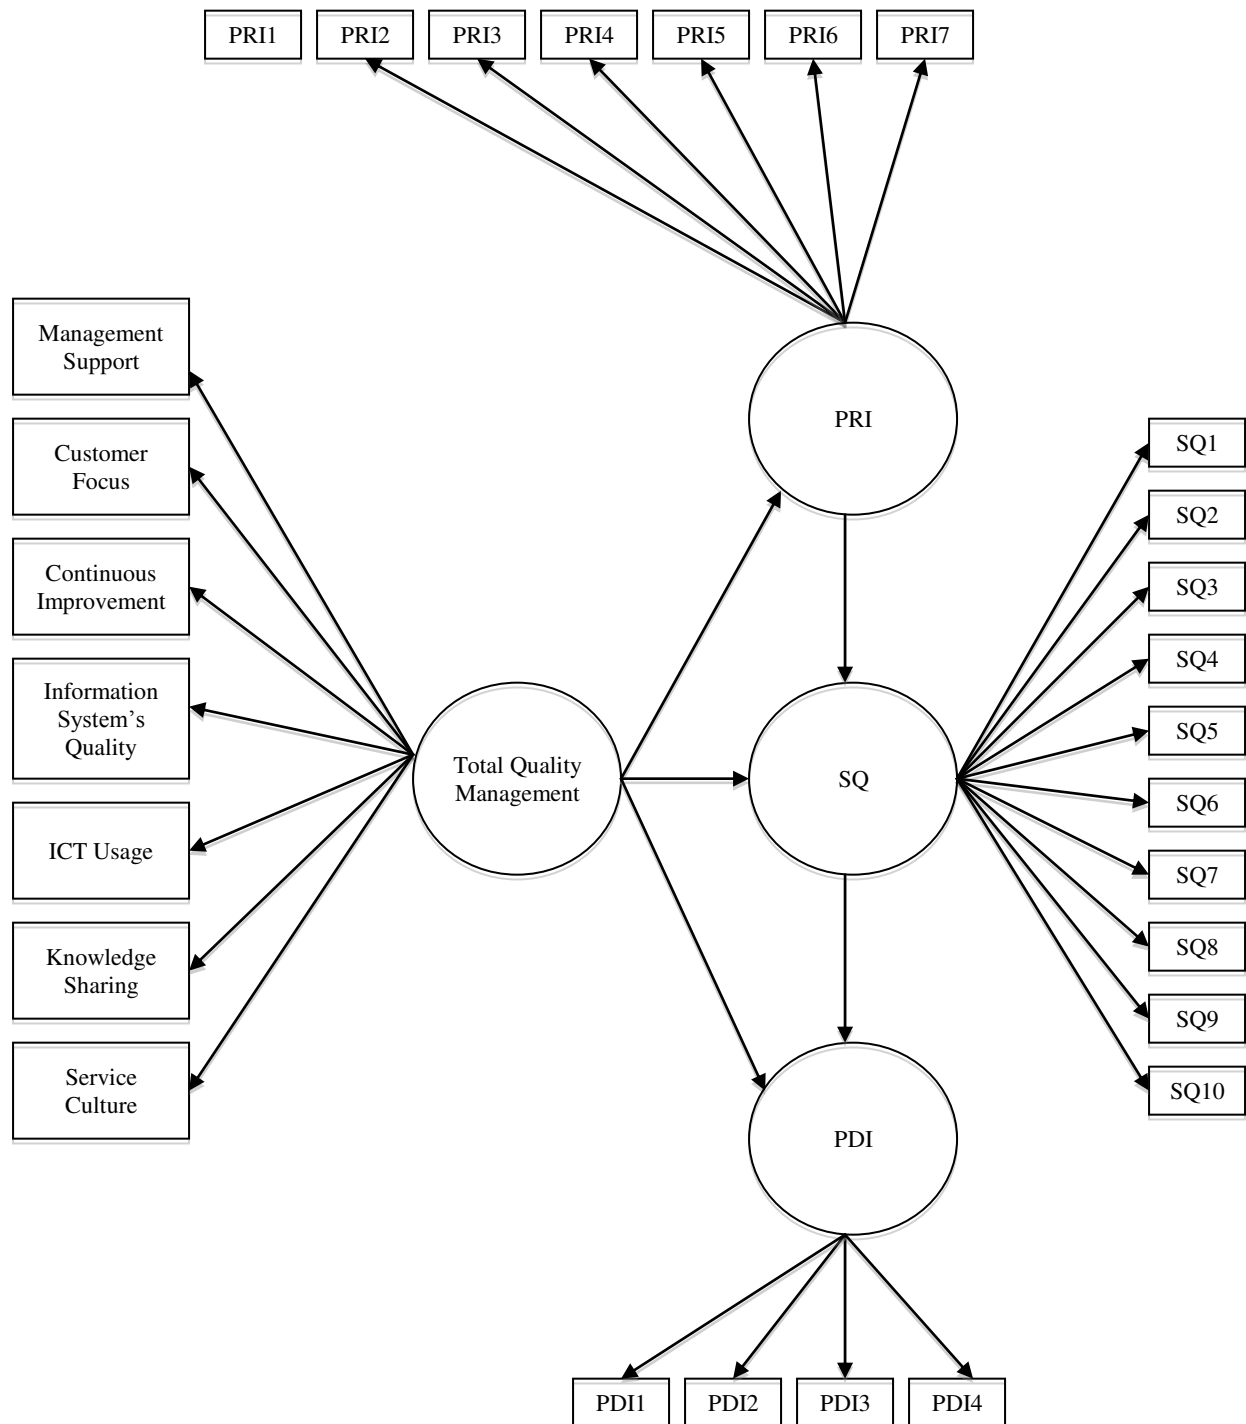 PRI1
PRI2
PRI3
PRI4
PRI5
PRI6
PRI7
Management
Support
Customer
Focus
Continuous
Improvement
Information
System’s
Quality
ICT Usage
Knowledge
Sharing
Service
Culture
Total Quality
Management
PRI
SQ
PDI
SQ1
SQ2
SQ3
SQ4
SQ5
SQ6
SQ7
SQ8
SQ9
SQ10
PDI1
PDI2
PDI3
PDI4